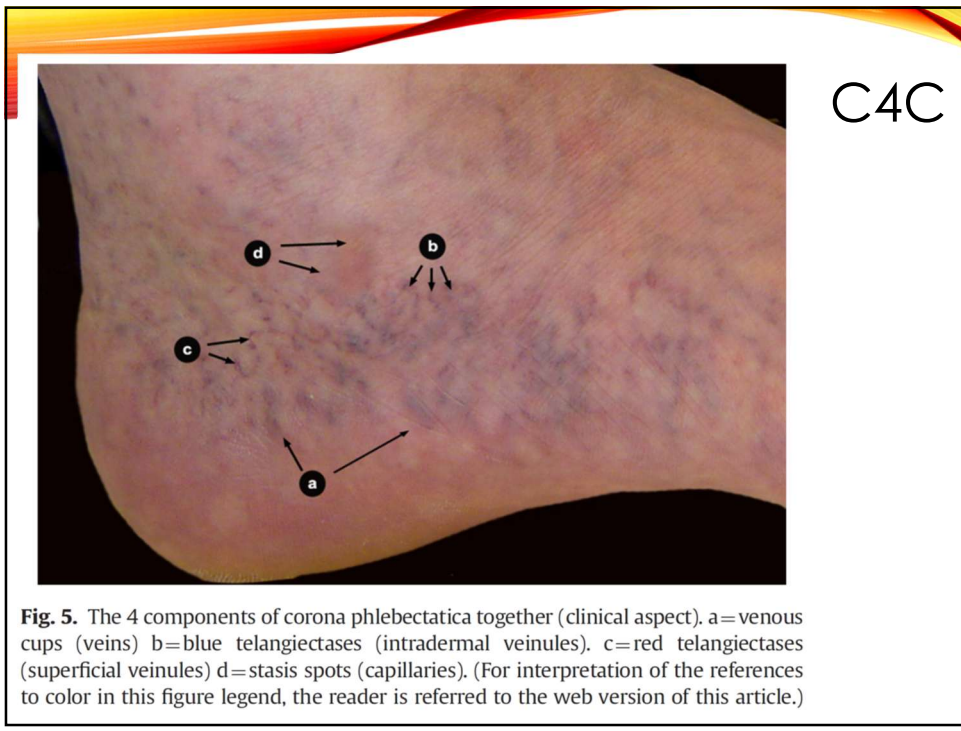 C4C
d
b
c
a
Fig. 5. The 4 components of corona phlebectatica together (clinical aspect). a=venous
cups (veins) b=blue telangiectases (intradermal veinules). c=red telangiectases
(superficial veinules) d=stasis spots (capillaries). (For interpretation of the references
to color in this figure legend, the reader is referred to the web version of this article.)